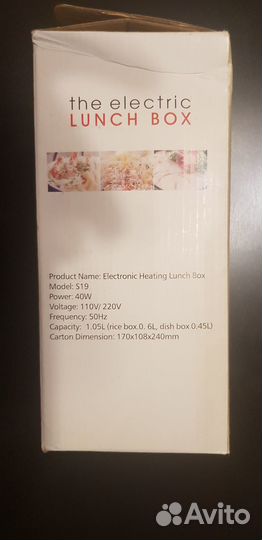 the electric
LUNCH BOX
Product Name: Electronic Heating Lunch Box
Model: S19
Power: 40W
Voltage: 110V/ 220V
Frequency: 50Hz
Capacity: 1.05L (rice box 0. 6L, dish box 0.45L)
Carton Dimension: 170x108x240mm
Avito